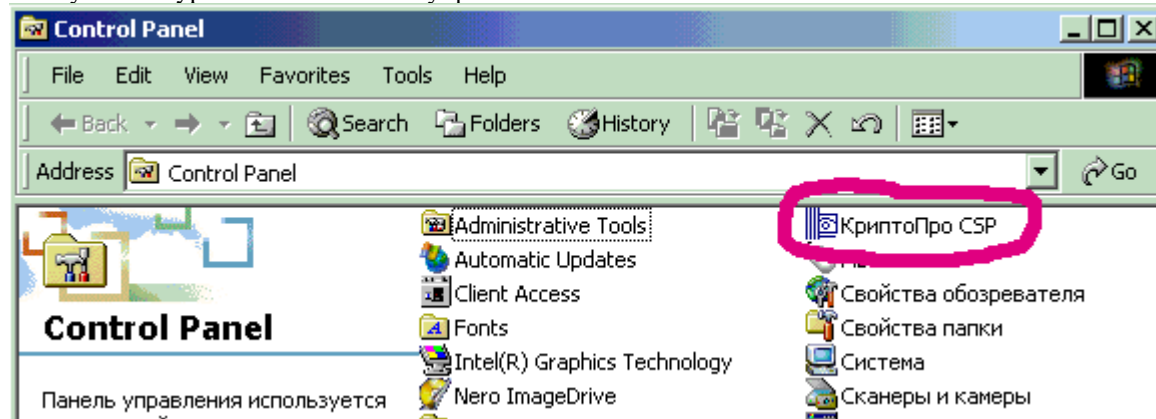 Control Panel
File Edit View Favorites Tools Help
Back Search Folders History
Address Control Panel Go
Control Panel
Панель управления используется
Administrative Tools
Automatic Updates
Client Access
Fonts
Intel(R) Graphics Technology
Nero ImageDrive
КриптоПро CSP
Свойства обозревателя
Свойства папки
Система
Сканеры и камеры